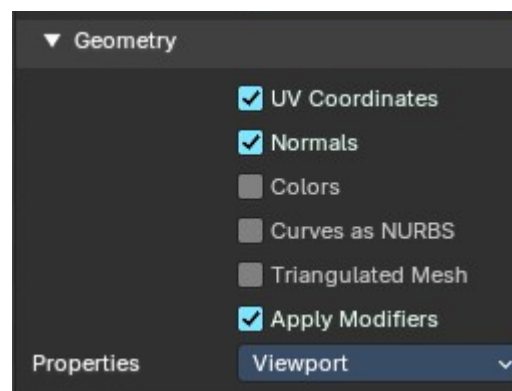 Geometry
UV Coordinates
Normals
Colors
Curves as NURBS
Triangulated Mesh
Apply Modifiers
Properties Viewport